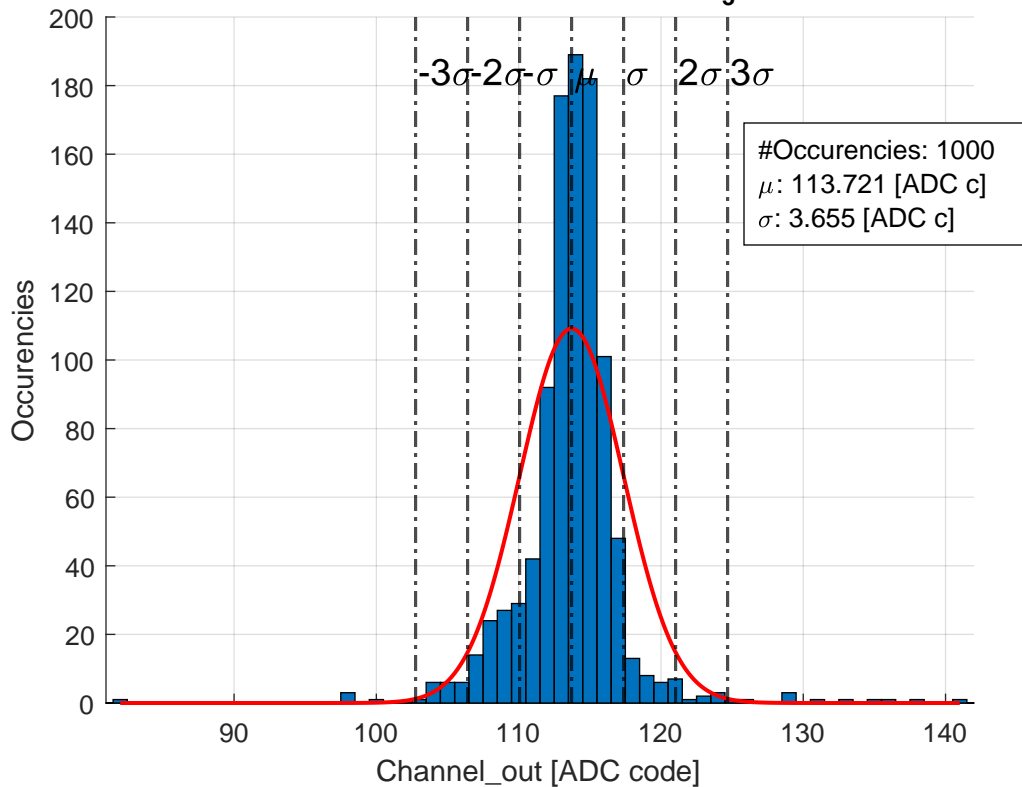 200
180
160
140
120
100
80
60
40
20
0
Occurencies
-3σ -2σ -σ μ σ 2σ 3σ
#Occurencies: 1000
μ: 113.721 [ADC c]
σ: 3.655 [ADC c]
90 100 110 120 130 140
Channel_out [ADC code]